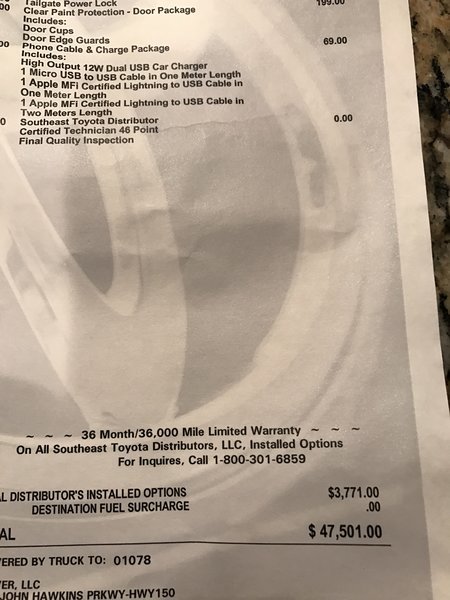 Tailgate Power Lock 199.00
Clear Paint Protection - Door Package
Includes:
Door Cups
Door Edge Guards
00 Phone Cable & Charge Package 69.00
Includes:
High Output 12W Dual USB Car Charger
1 Micro USB to USB Cable in One Meter Length
1 Apple MFi Certified Lightning to USB Cable in
One Meter Length
1 Apple MFi Certified Lightning to USB Cable in
Two Meters Length
0 Southeast Toyota Distributor 0.00
Certified Technician 46 Point
Final Quality Inspection
~ ~ ~ 36 Month/36,000 Mile Limited Warranty ~ ~ ~
On All Southeast Toyota Distributors, LLC, Installed Options
For Inquires, Call 1-800-301-6859
AL DISTRIBUTOR'S INSTALLED OPTIONS $3,771.00
DESTINATION FUEL SURCHARGE .00
AL $ 47,501.00
VERED BY TRUCK TO: 01078
VER, LLC
JOHN HAWKINS PRKWY-HWY150